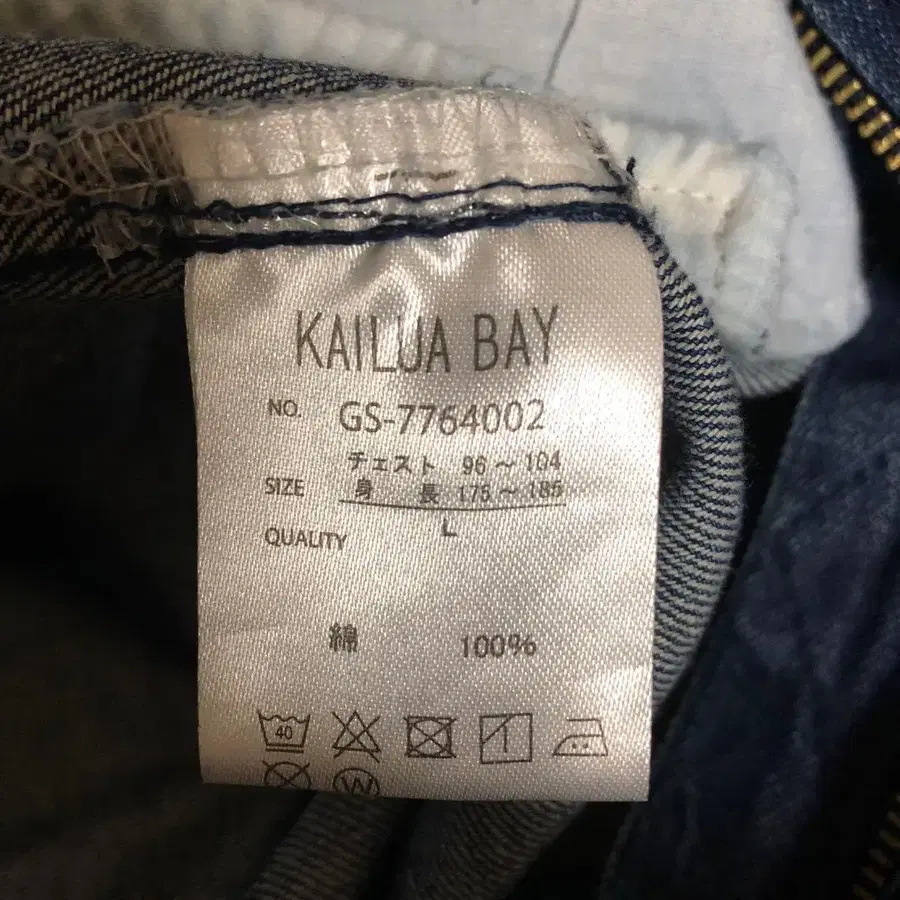 KAILUA BAY
NO. GS-7764002
チェスト 96～104
SIZE 身 長 175～185
L
QUALITY
綿 100%
40
W